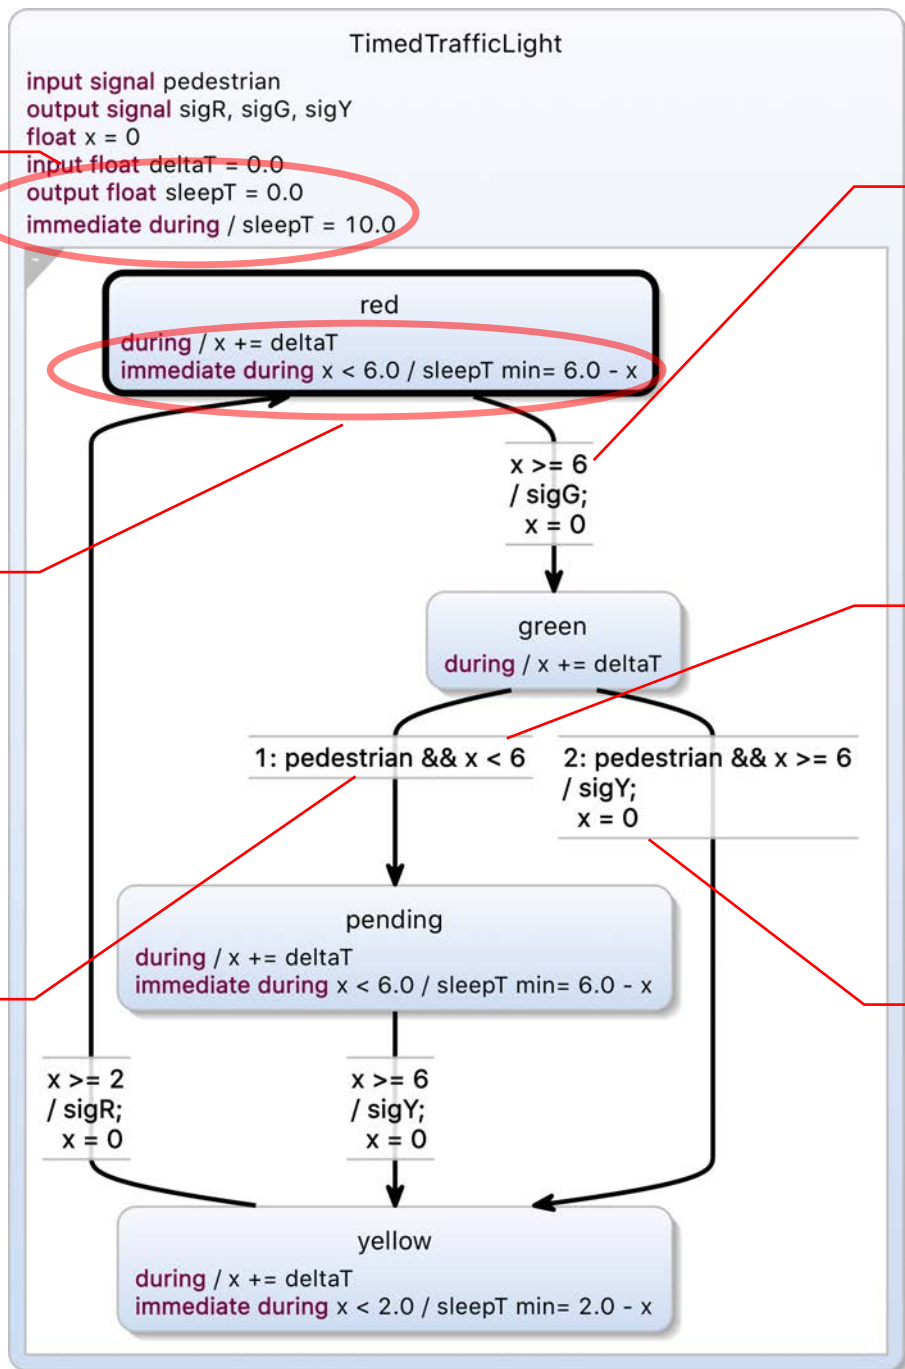 TimedTrafficLight
input signal pedestrian
output signal sigR, sigG, sigY
float x = 0
input float deltaT = 0.0
output float sleepT = 0.0
immediate during / sleepT = 10.0
-
red
during / x += deltaT
immediate during x < 6.0 / sleepT min= 6.0 - x
x >= 6
/ sigG;
x = 0
green
during / x += deltaT
1: pedestrian && x < 6
2: pedestrian && x >= 6
/ sigY;
x = 0
pending
during / x += deltaT
immediate during x < 6.0 / sleepT min= 6.0 - x
x >= 2
/ sigR;
x = 0
x >= 6
/ sigY;
x = 0
yellow
during / x += deltaT
immediate during x < 2.0 / sleepT min= 2.0 - x